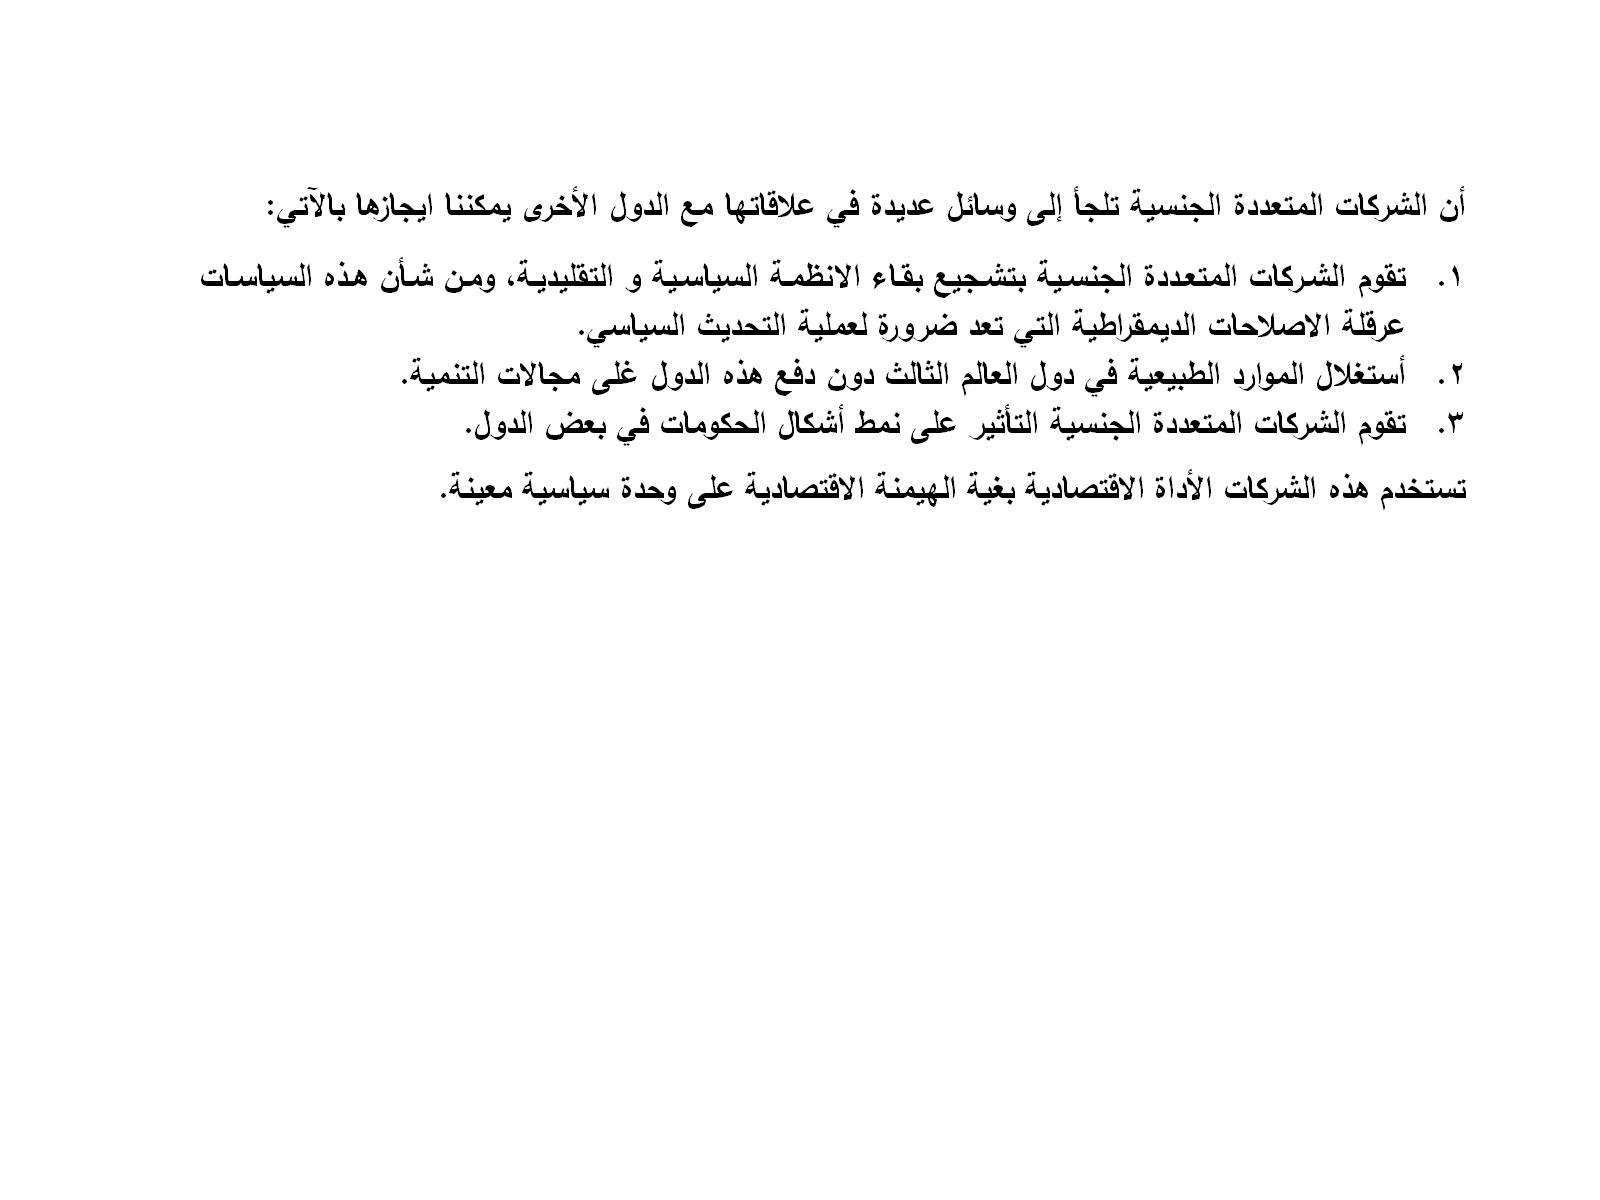 أن الشركات المتعددة الجنسية تلجأ إلى وسائل عديدة في علاقاتها مع الدول الأخرى يمكننا ايجازها بالآتي:
١. تقوم الشركات المتعددة الجنسية بتشجيع بقاء الانظمة السياسية و التقليدية، ومن شأن هذه السياسات
عرقلة الاصلاحات الديمقراطية التي تعد ضرورة لعملية التحديث السياسي.
٢. أستغلال الموارد الطبيعية في دول العالم الثالث دون دفع هذه الدول غلى مجالات التنمية.
٣. تقوم الشركات المتعددة الجنسية التأثير على نمط أشكال الحكومات في بعض الدول.
تستخدم هذه الشركات الأداة الاقتصادية بغية الهيمنة الاقتصادية على وحدة سياسية معينة.